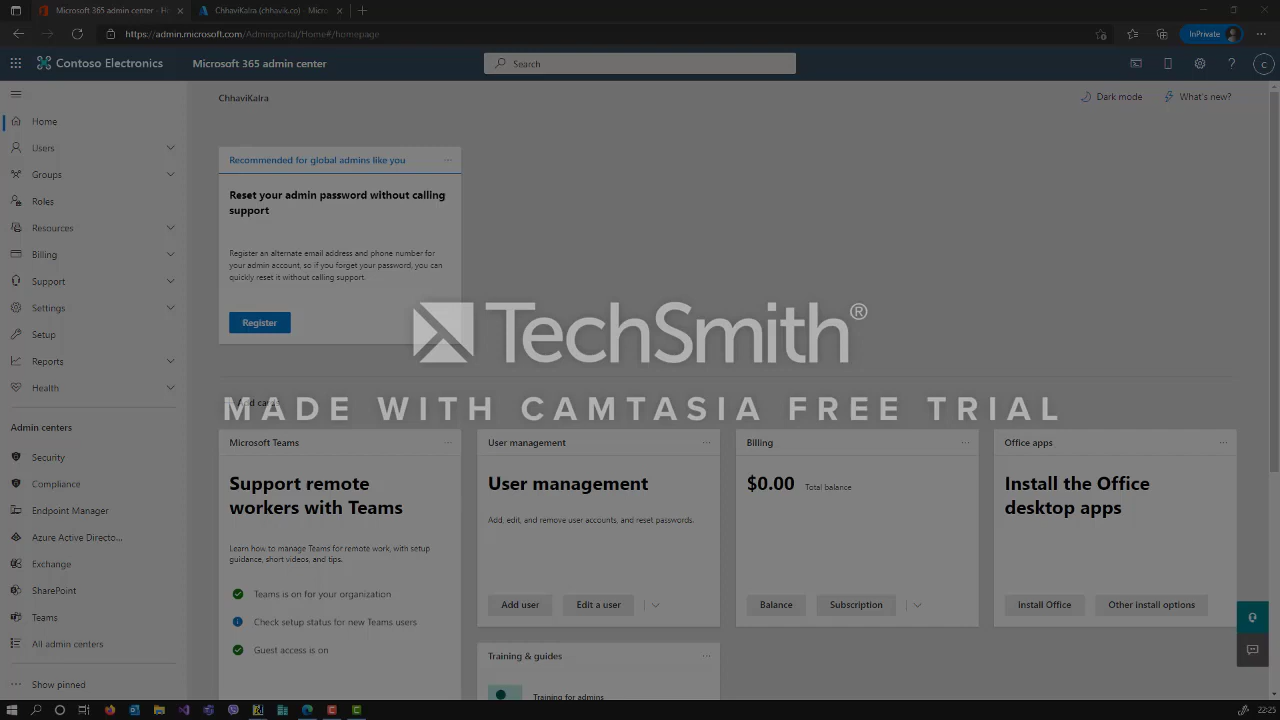 Microsoft 365 admin center - Ho
ChhaviKalra (chhavik.co) - Micro
https://admin.microsoft.com/Adminportal/Home#/homepage
InPrivate
Contoso Electronics
Microsoft 365 admin center
Search
?
C
ChhaviKalra
Dark mode
What's new?
Home
Users
Groups
Roles
Resources
Billing
Support
Settings
Setup
Reports
Health
Admin centers
Security
Compliance
Endpoint Manager
Azure Active Directo...
Exchange
SharePoint
Teams
All admin centers
Show pinned
Recommended for global admins like you
Reset your admin password without calling
support
Register an alternate email address and phone number for
your admin account, so if you forget your password, you can
quickly reset it without calling support.
Register
TechSmith®
Add cards
MADE WITH CAMTASIA FREE TRIAL
Microsoft Teams
Support remote
workers with Teams
Learn how to manage Teams for remote work, with setup
guidance, short videos, and tips.
Teams is on for your organization
Check setup status for new Teams users
Guest access is on
User management
User management
Add, edit, and remove user accounts, and reset passwords.
Add user
Edit a user
Billing
$0.00 Total balance
Balance
Subscription
Office apps
Install the Office
desktop apps
Install Office
Other install options
Training & guides
Training for admins
22:25